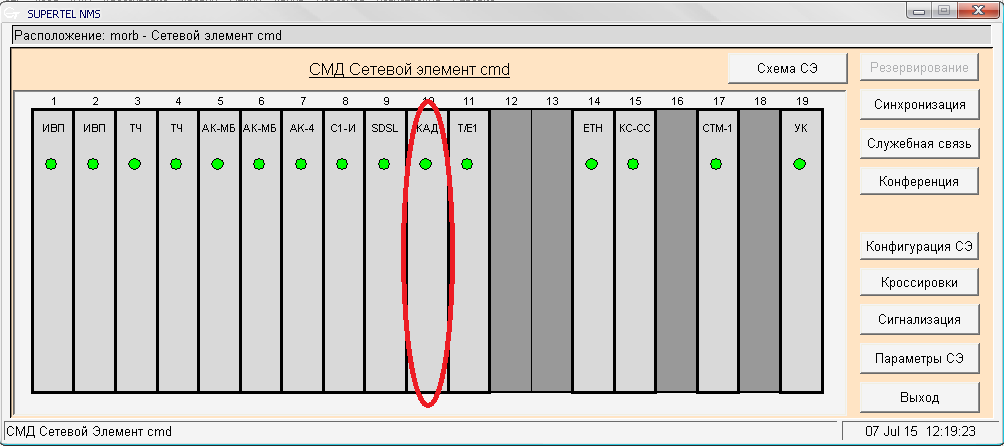 SUPERTEL NMS
Расположение: morb - Сетевой элемент cmd
СМД Сетевой элемент cmd
Схема СЭ
Резервирование
1 2 3 4 5 6 7 8 9 10 11 12 13 14 15 16 17 18 19
ИВП ИВП ТЧ ТЧ АК-МБ АК-МБ АК-4 С1-И SDSL КАД Т/Е1 ETH КС-СС СТМ-1 УК
Синхронизация
Служебная связь
Конференция
Конфигурация СЭ
Кроссировки
Сигнализация
Параметры СЭ
Выход
СМД Сетевой Элемент cmd
07 Jul 15 12:19:23